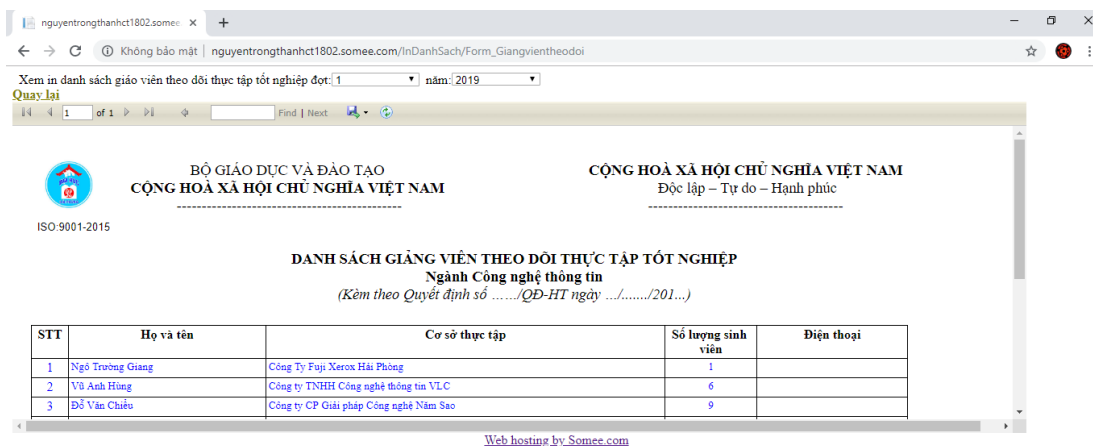 nguyentrongthanhct1802.somee
Không bảo mật | nguyentrongthanhct1802.somee.com/InDanhSach/Form_Giangvientheodoi
Xem in danh sách giáo viên theo dõi thực tập tốt nghiệp đợt: 1 năm: 2019
Quay lại
1 of 1 Find | Next
BỘ GIÁO DỤC VÀ ĐÀO TẠO CỘNG HOÀ XÃ HỘI CHỦ NGHĨA VIỆT NAM
CỘNG HOÀ XÃ HỘI CHỦ NGHĨA VIỆT NAM Độc lập – Tự do – Hạnh phúc
ISO:9001-2015
DANH SÁCH GIẢNG VIÊN THEO DÕI THỰC TẬP TỐT NGHIỆP
Ngành Công nghệ thông tin
(Kèm theo Quyết định số ....../QĐ-HT ngày .../......./201...)
STT Họ và tên Cơ sở thực tập Số lượng sinh viên Điện thoại
1 Ngô Trường Giang Công Ty Fuji Xerox Hải Phòng 1
2 Vũ Anh Hùng Công ty TNHH Công nghệ thông tin VLC 6
3 Đỗ Văn Chiểu Công ty CP Giải pháp Công nghệ Năm Sao 9
Web hosting by Somee.com